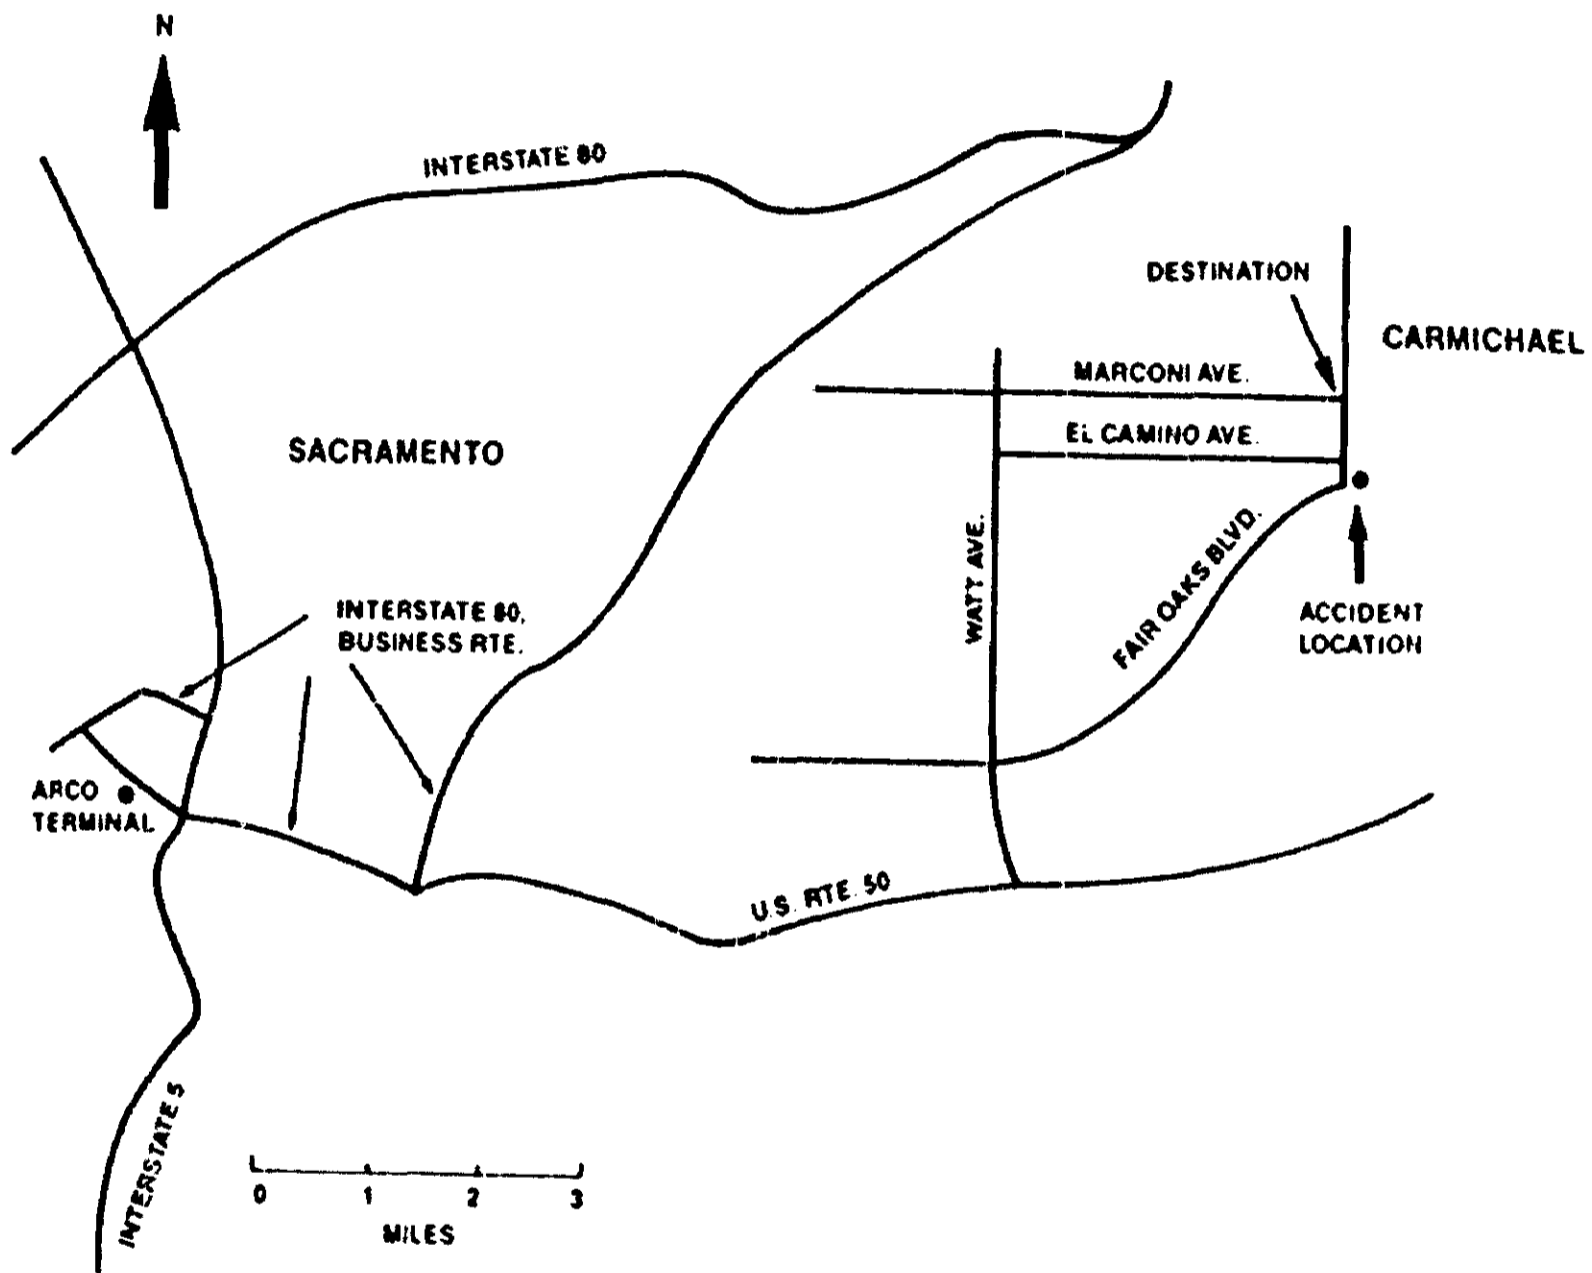 N
INTERSTATE 80
DESTINATION
CARMICHAEL
MARCONI AVE.
EL CAMINO AVE.
SACRAMENTO
WATT AVE.
FAIR OAKS BLVD.
INTERSTATE 80,
BUSINESS RTE.
ACCIDENT
LOCATION
ARCO
TERMINAL
U.S. RTE. 50
INTERSTATE 5
0 1 2 3
MILES